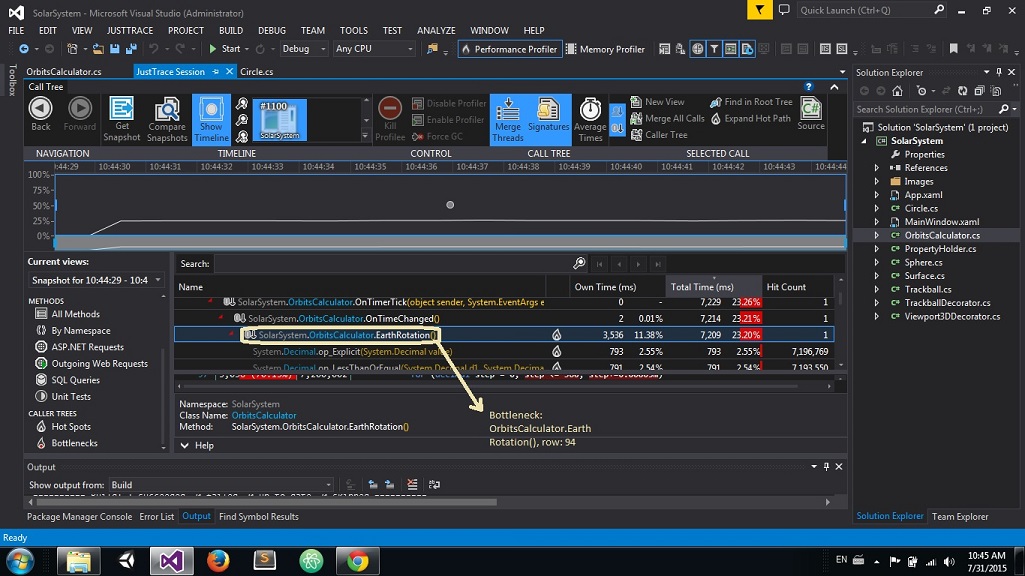 SolarSystem - Microsoft Visual Studio (Administrator)
Quick Launch (Ctrl+Q)
FILE EDIT VIEW JUSTTRACE PROJECT BUILD DEBUG TEAM TOOLS TEST ANALYZE WINDOW HELP
Start Debug Any CPU Performance Profiler Memory Profiler
Toolbox
OrbitsCalculator.cs JustTrace Session Circle.cs
Call Tree
Back Forward Get Snapshot Compare Snapshots Show Timeline
#1100
SolarSystem
Kill Profilee
Disable Profiler
Enable Profiler
Force GC
Merge Threads Signatures Average Times
New View
Merge All Calls
Caller Tree
Find in Root Tree
Expand Hot Path
Source
NAVIGATION TIMELINE CONTROL CALL TREE SELECTED CALL
:44:29 10:44:30 10:44:31 10:44:32 10:44:33 10:44:34 10:44:35 10:44:36 10:44:37 10:44:38 10:44:39 10:44:40 10:44:41 10:44:42 10:44:43 10:44:44
100%
75%
50%
25%
0%
Current views:
Snapshot for 10:44:29 - 10:4
METHODS
All Methods
By Namespace
ASP.NET Requests
Outgoing Web Requests
SQL Queries
Unit Tests
CALLER TREES
Hot Spots
Bottlenecks
Search:
Name Own Time (ms) Total Time (ms) Hit Count
SolarSystem.OrbitsCalculator.OnTimerTick(object sender, System.EventArgs e 0 - 7,229 23.26% 1
SolarSystem.OrbitsCalculator.OnTimeChanged() 2 0.01% 7,214 23.21% 1
SolarSystem.OrbitsCalculator.EarthRotation() 3,536 11.38% 7,209 23.20% 1
System.Decimal.op_Explicit(System.Decimal value) 793 2.55% 793 2.55% 7,196,769
System.Decimal.op_LessThanOrEqual(System.Decimal d1, System.Decima 791 2.54% 791 2.54% 7,193,550
Namespace: SolarSystem
Class Name: OrbitsCalculator
Method: SolarSystem.OrbitsCalculator.EarthRotation()
Help
Bottleneck:
OrbitsCalculator.Earth
Rotation(), row: 94
Output
Show output from: Build
Package Manager Console Error List Output Find Symbol Results
Solution Explorer
Search Solution Explorer (Ctrl+;)
Solution 'SolarSystem' (1 project)
SolarSystem
Properties
References
Images
App.xaml
Circle.cs
MainWindow.xaml
OrbitsCalculator.cs
PropertyHolder.cs
Sphere.cs
Surface.cs
Trackball.cs
TrackballDecorator.cs
Viewport3DDecorator.cs
Solution Explorer Team Explorer
Ready
EN
10:45 AM
7/31/2015